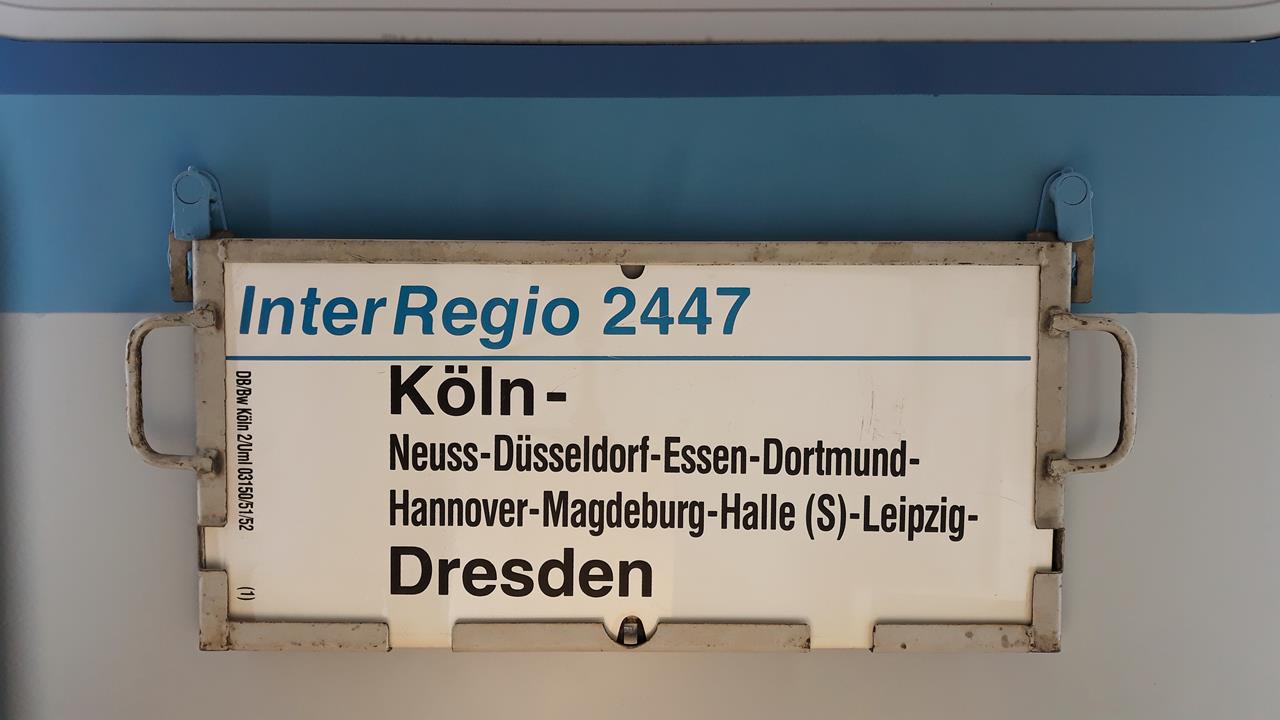 InterRegio 2447
Köln-
Neuss-Düsseldorf-Essen-Dortmund-
Hannover-Magdeburg-Halle (S)-Leipzig-
Dresden
DB/Bw Köln 2/Uml 03150/51/52
(1)